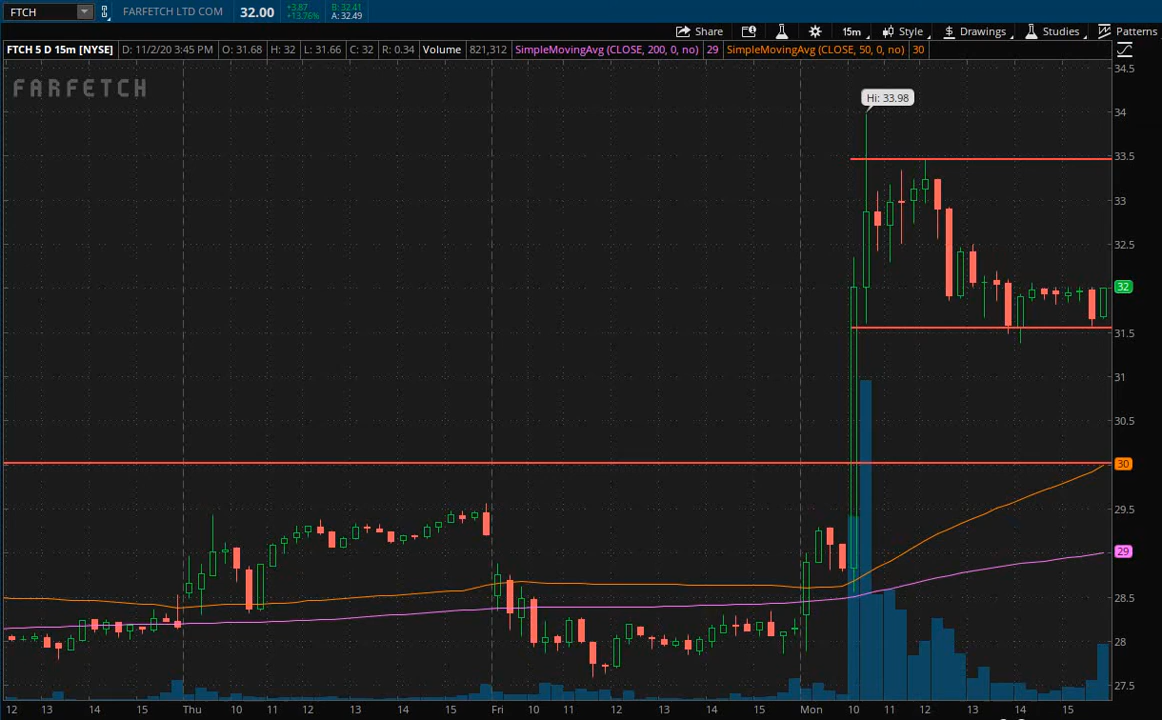 FTCH FARFETCH LTD COM 32.00 +3.87 +13.76% B: 32.41 A: 32.49
Share 15m Style Drawings Studies Patterns
FTCH 5 D 15m [NYSE] D: 11/2/20 3:45 PM O: 31.68 H: 32 L: 31.66 C: 32 R: 0.34 Volume 821,312 SimpleMovingAvg (CLOSE, 200, 0, no) 29 SimpleMovingAvg (CLOSE, 50, 0, no) 30
34.5
FARFETCH
Hi: 33.98
34
33.5
33
32.5
32
31.5
31
30.5
30
29.5
29
28.5
28
27.5
12 13 14 15 Thu 10 11 12 13 14 15 Fri 10 11 12 13 14 15 Mon 10 11 12 13 14 15